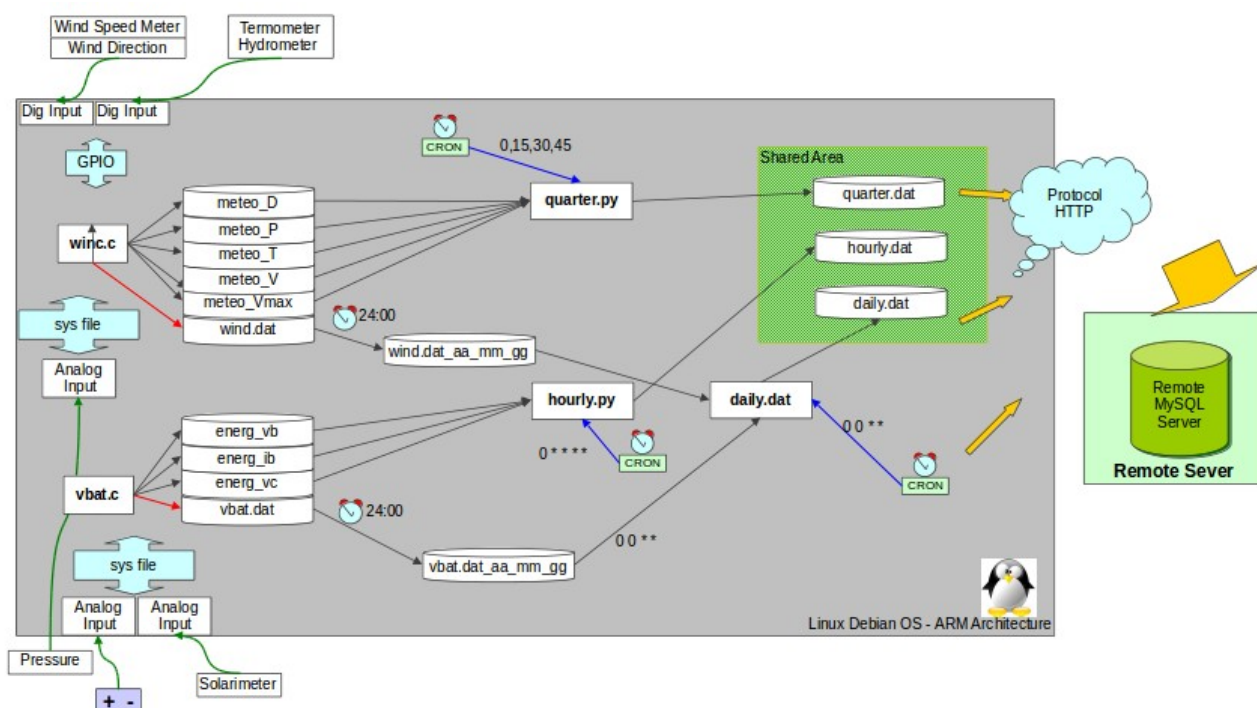 Wind Speed Meter
Wind Direction
Termometer
Hydrometer
Dig Input
Dig Input
GPIO
CRON
0,15,30,45
Shared Area
meteo_D
meteo_P
meteo_T
meteo_V
meteo_Vmax
wind.dat
winc.c
quarter.py
quarter.dat
hourly.dat
daily.dat
Protocol
HTTP
sys file
24:00
wind.dat_aa_mm_gg
Analog
Input
hourly.py
daily.dat
0 * * * *
CRON
0 0 * *
CRON
Remote
MySQL
Server
Remote Sever
energ_vb
energ_ib
energ_vc
vbat.dat
vbat.c
24:00
0 0 * *
vbat.dat_aa_mm_gg
sys file
Analog
Input
Analog
Input
Linux Debian OS - ARM Architecture
Pressure
Solarimeter
+ -